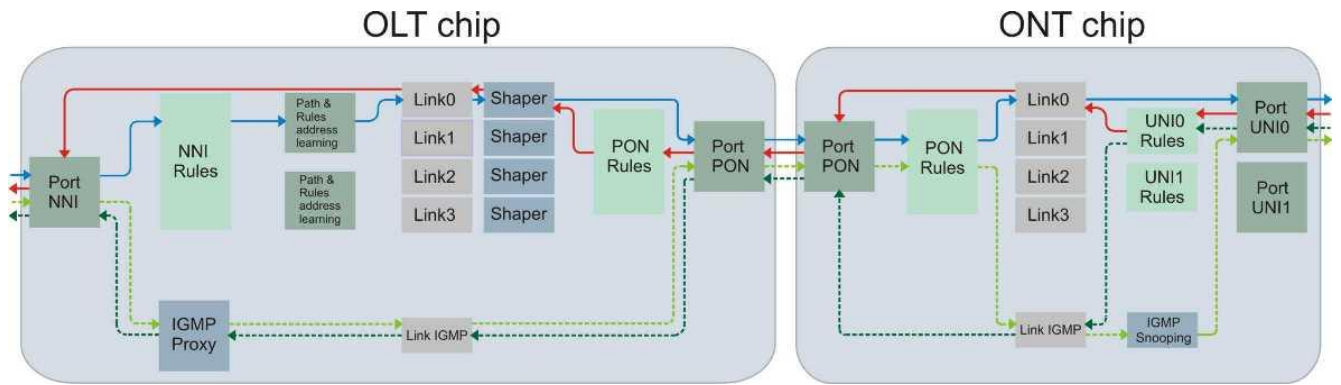 OLT chip
ONT chip
Port
NNI
NNI
Rules
Path &
Rules
address
learning
Path &
Rules
address
learning
Link0
Link1
Link2
Link3
Shaper
Shaper
Shaper
Shaper
PON
Rules
Port
PON
IGMP
Proxy
Link IGMP
Port
PON
PON
Rules
Link0
Link1
Link2
Link3
UNI0
Rules
UNI1
Rules
Port
UNI0
Port
UNI1
Link IGMP
IGMP
Snooping